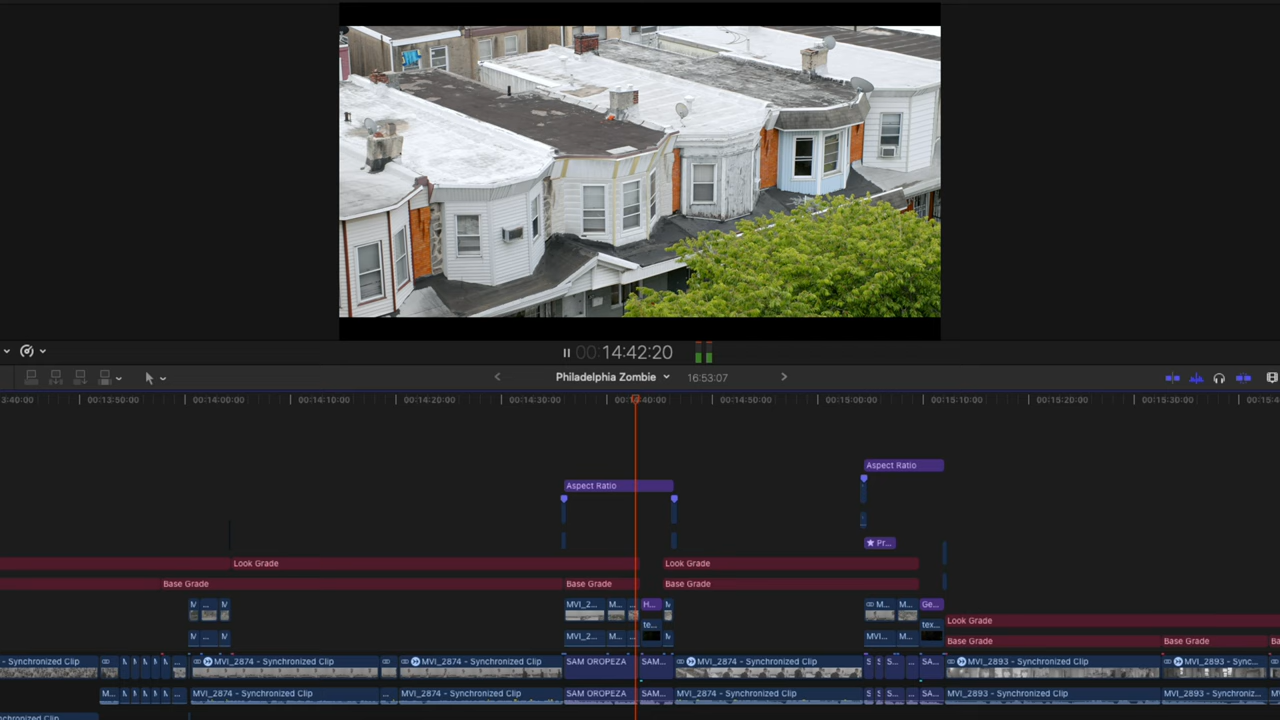 00:14:42:20
Philadelphia Zombie 16:53:07
3:40:00 00:13:50:00 00:14:00:00 00:14:10:00 00:14:20:00 00:14:30:00 00:14:40:00 00:14:50:00 00:15:00:00 00:15:10:00 00:15:20:00 00:15:30:00 00:15:4
Aspect Ratio
Aspect Ratio
Pr...
Look Grade Look Grade
Base Grade Base Grade Base Grade
M ... M MVI_2... M... H... M M... M... Ge...
Look Grade
te... tex...
M ... M MVI_2... M... M MVI... M...
Base Grade Base Grade
- Synchronized Clip M M M M M ... MVI_2874 - Synchronized Clip MVI_2874 - Synchronized Clip SAM OROPEZA SAM... MVI_2874 - Synchronized Clip S S S... SA... MVI_2893 - Synchronized Clip MVI_2893 - Sync...
M... M M M M ... MVI_2874 - Synchronized Clip MVI_2874 - Synchronized Clip SAM OROPEZA SAM... MVI_2874 - Synchronized Clip S S S... SA... MVI_2893 - Synchronized Clip MVI_2893 - Synchroniz...
Synchronized Clip